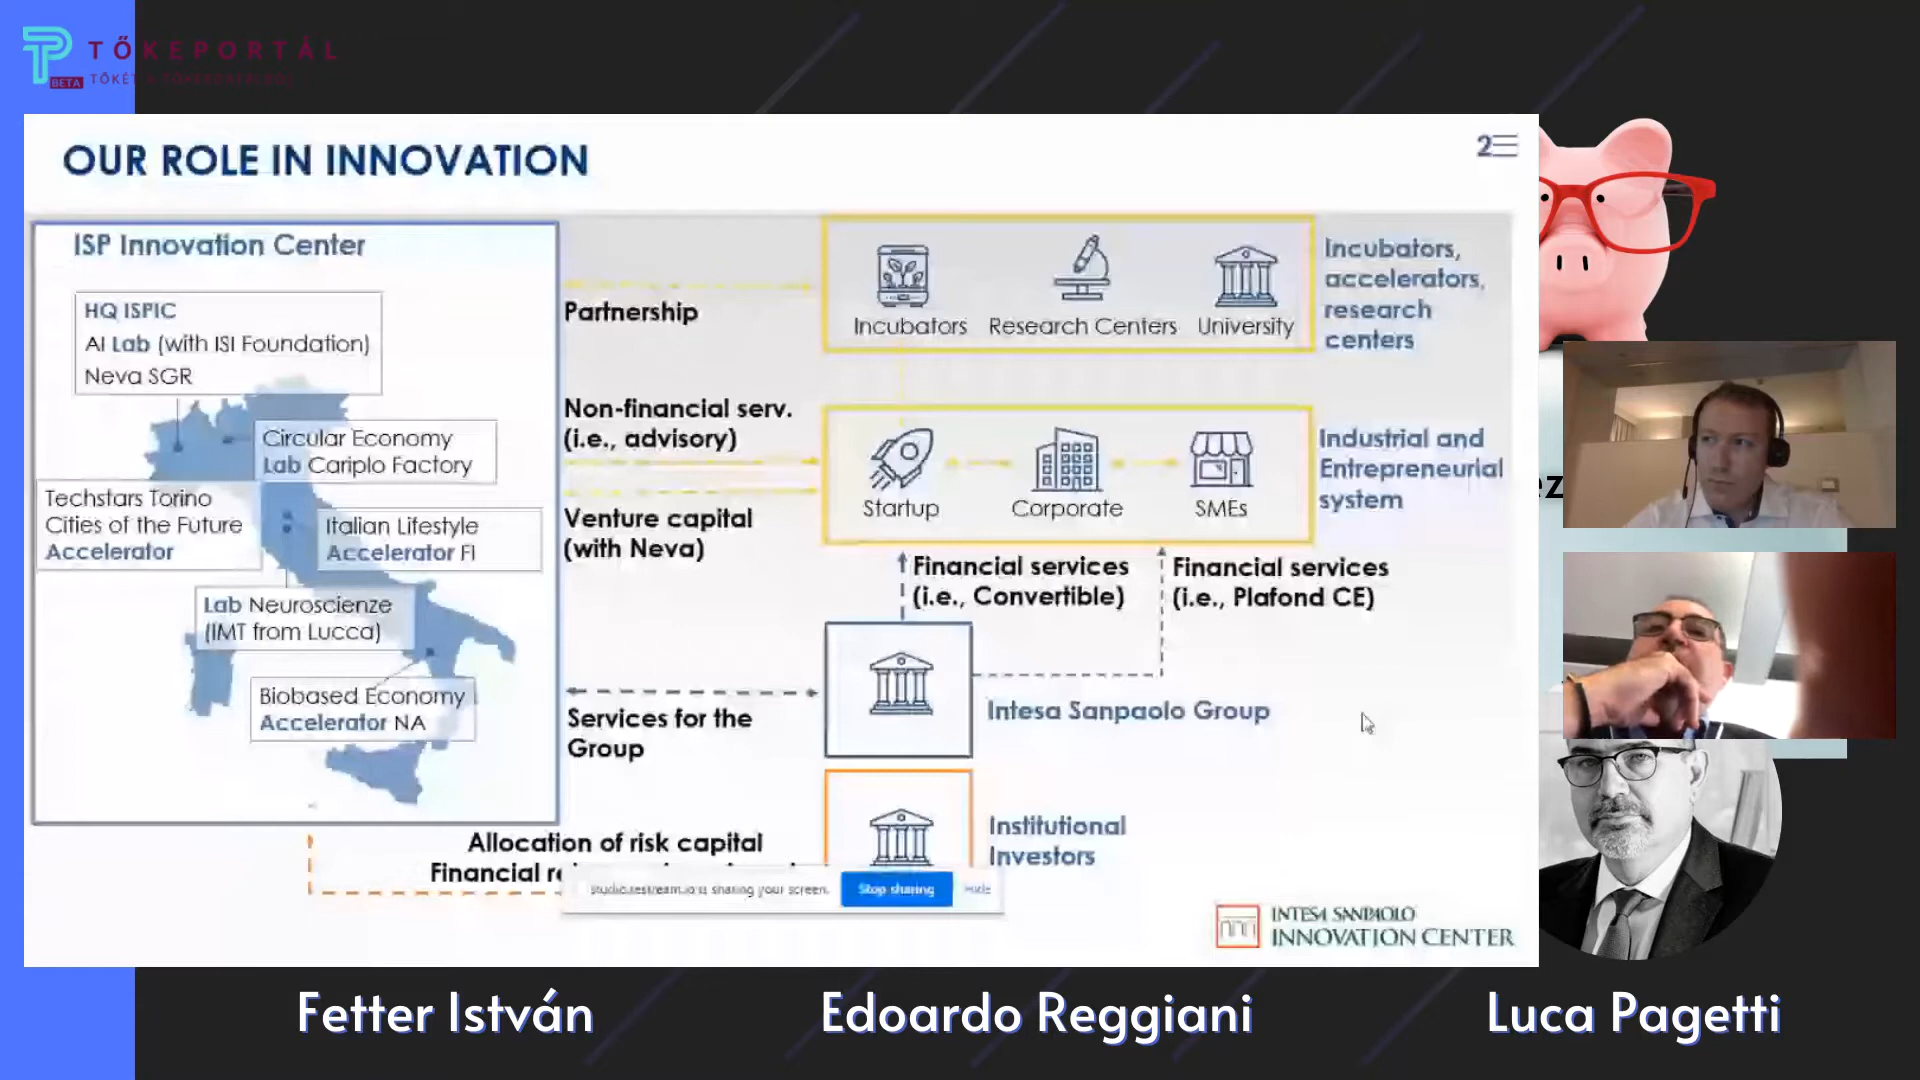 TŐKEPORTÁL
BETA
OUR ROLE IN INNOVATION
2
ISP Innovation Center
HQ ISPIC
AI Lab (with ISI Foundation)
Neva SGR
Circular Economy
Lab Cariplo Factory
Techstars Torino
Cities of the Future
Accelerator
Italian Lifestyle
Accelerator FI
Lab Neuroscienze
(IMT from Lucca)
Biobased Economy
Accelerator NA
Partnership
Non-financial serv.
(i.e., advisory)
Venture capital
(with Neva)
Services for the
Group
Allocation of risk capital
Financial
Incubators
Research Centers
University
Incubators,
accelerators,
research
centers
Startup
Corporate
SMEs
Industrial and
Entrepreneurial
system
Financial services
(i.e., Convertible)
Financial services
(i.e., Plafond CE)
Intesa Sanpaolo Group
Institutional
Investors
studio.restream.io is sharing your screen.
Stop sharing
Hide
INTESA SANPAOLO
INNOVATION CENTER
Fetter István
Edoardo Reggiani
Luca Pagetti